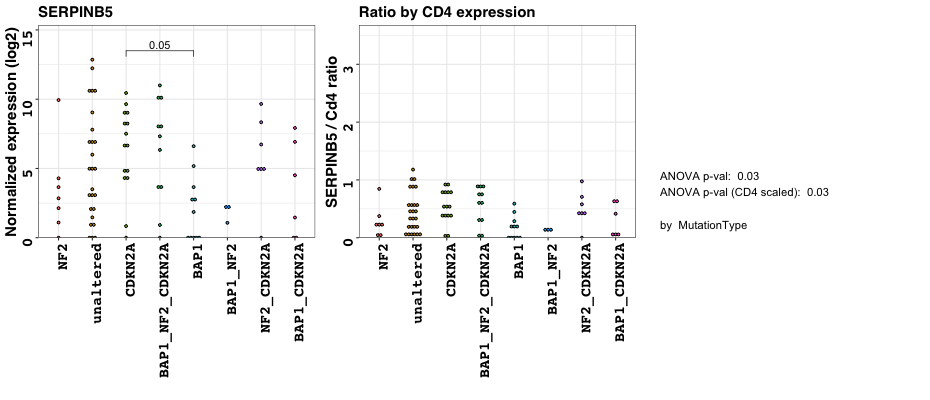 SERPINB5
Normalized expression (log2)
15
10
5
0
0.05
NF2
unaltered
CDKN2A
BAP1_NF2_CDKN2A
BAP1
BAP1_NF2
NF2_CDKN2A
BAP1_CDKN2A
Ratio by CD4 expression
SERPINB5 / Cd4 ratio
3
2
1
0
NF2
unaltered
CDKN2A
BAP1_NF2_CDKN2A
BAP1
BAP1_NF2
NF2_CDKN2A
BAP1_CDKN2A
ANOVA p-val: 0.03
ANOVA p-val (CD4 scaled): 0.03
by MutationType